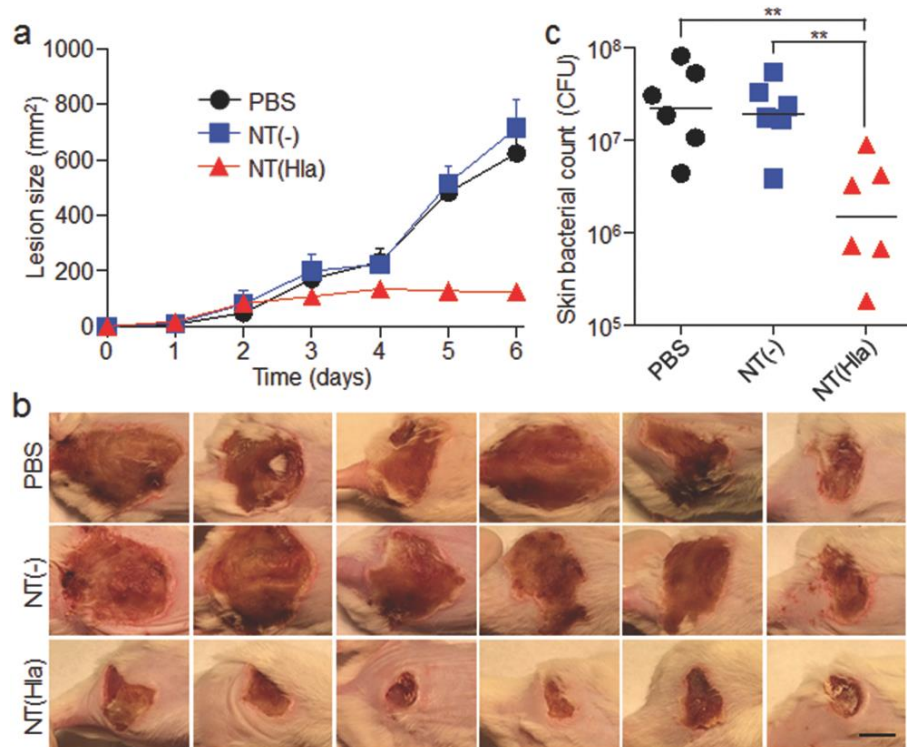 a
1000
800
600
400
200
0
Lesion size (mm²)
PBS
NT(-)
NT(Hla)
0 1 2 3 4 5 6
Time (days)
c
** 
**
10⁸
10⁷
10⁶
10⁵
Skin bacterial count (CFU)
PBS
NT(-)
NT(Hla)
b
PBS
NT(-)
NT(Hla)